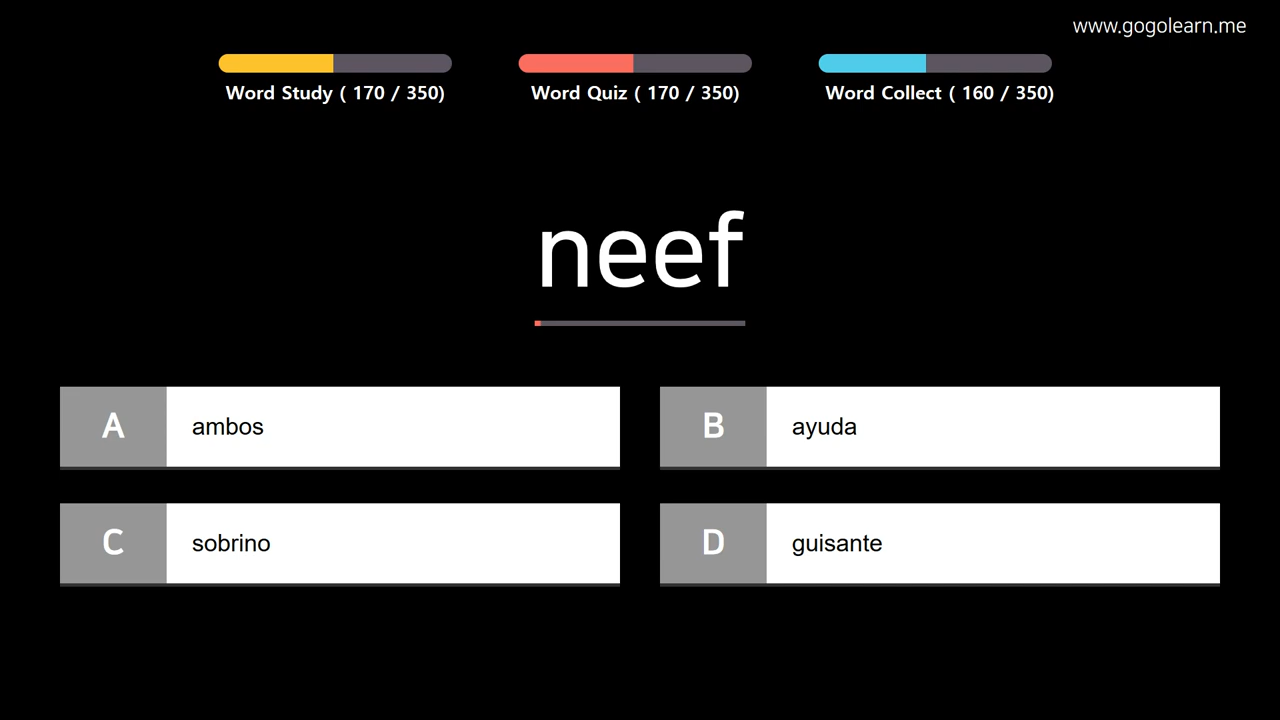 www.gogolearn.me
Word Study ( 170 / 350)
Word Quiz ( 170 / 350)
Word Collect ( 160 / 350)
neef
A ambos
B ayuda
C sobrino
D guisante